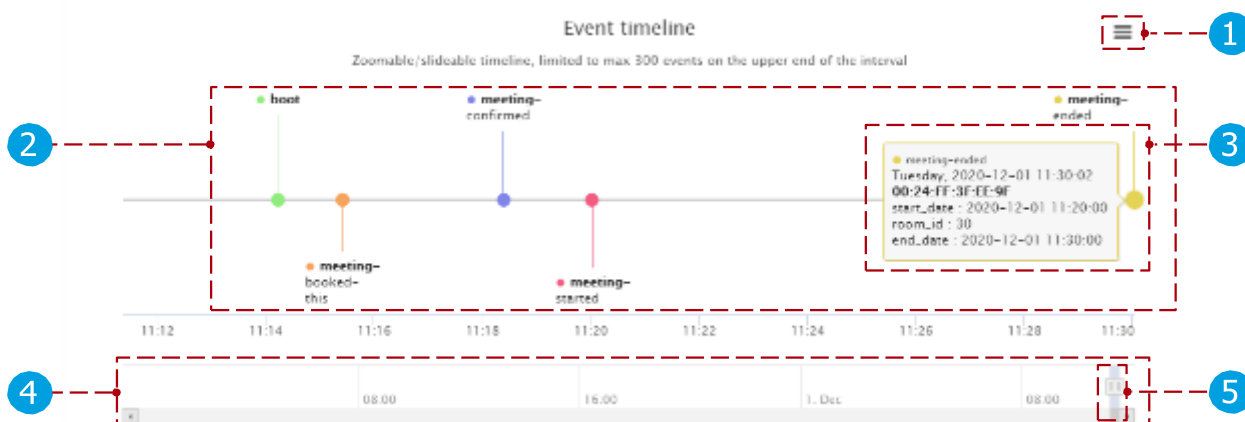 Event timeline
1
Zoomable/slideable timeline, limited to max 300 events on the upper end of the interval
boot
meeting-
confirmed
meeting-
ended
2
3
meeting-ended
Tuesday, 2020-12-01 11:30:02
00:24-FF-3F-EE-9F
start_date : 2020-12-01 11:20:00
room_id : 30
end_date : 2020-12-01 11:30:00
meeting-
booked-
this
meeting-
started
11:12 11:14 11:16 11:18 11:20 11:22 11:24 11:26 11:28 11:30
4
08:00 16:00 1. Dec 08:00
5